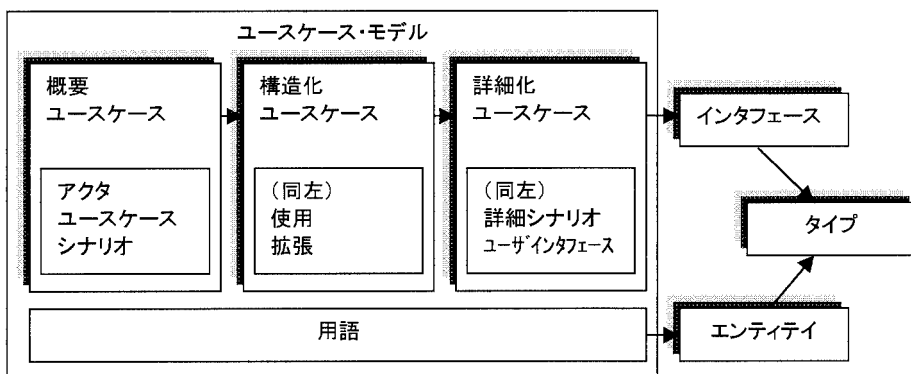 ユースケース・モデル
概要
ユースケース
アクタ
ユースケース
シナリオ
構造化
ユースケース
(同左)
使用
拡張
詳細化
ユースケース
(同左)
詳細シナリオ
ユーザインタフェース
用語
インタフェース
タイプ
エンティテイ